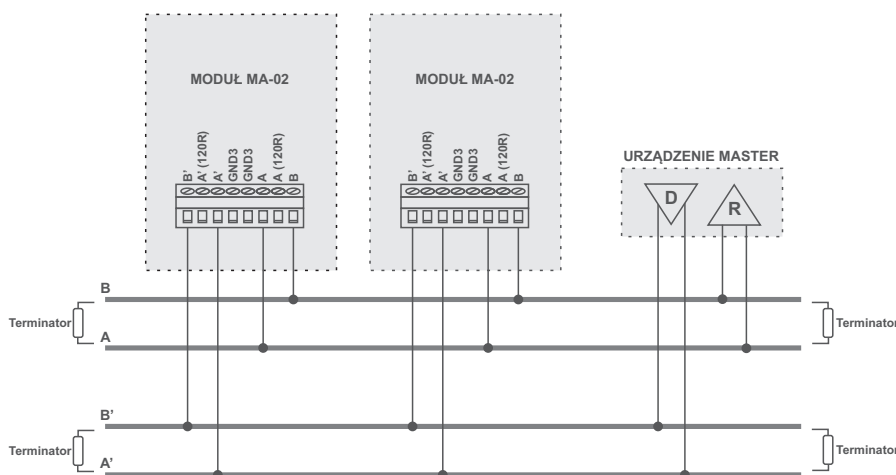 MODUŁ MA-02
B'
A' (120R)
A'
GND3
GND3
A
A (120R)
B
MODUŁ MA-02
B'
A' (120R)
A'
GND3
GND3
A
A (120R)
B
URZĄDZENIE MASTER
D
R
B
Terminator
Terminator
A
B'
Terminator
Terminator
A'